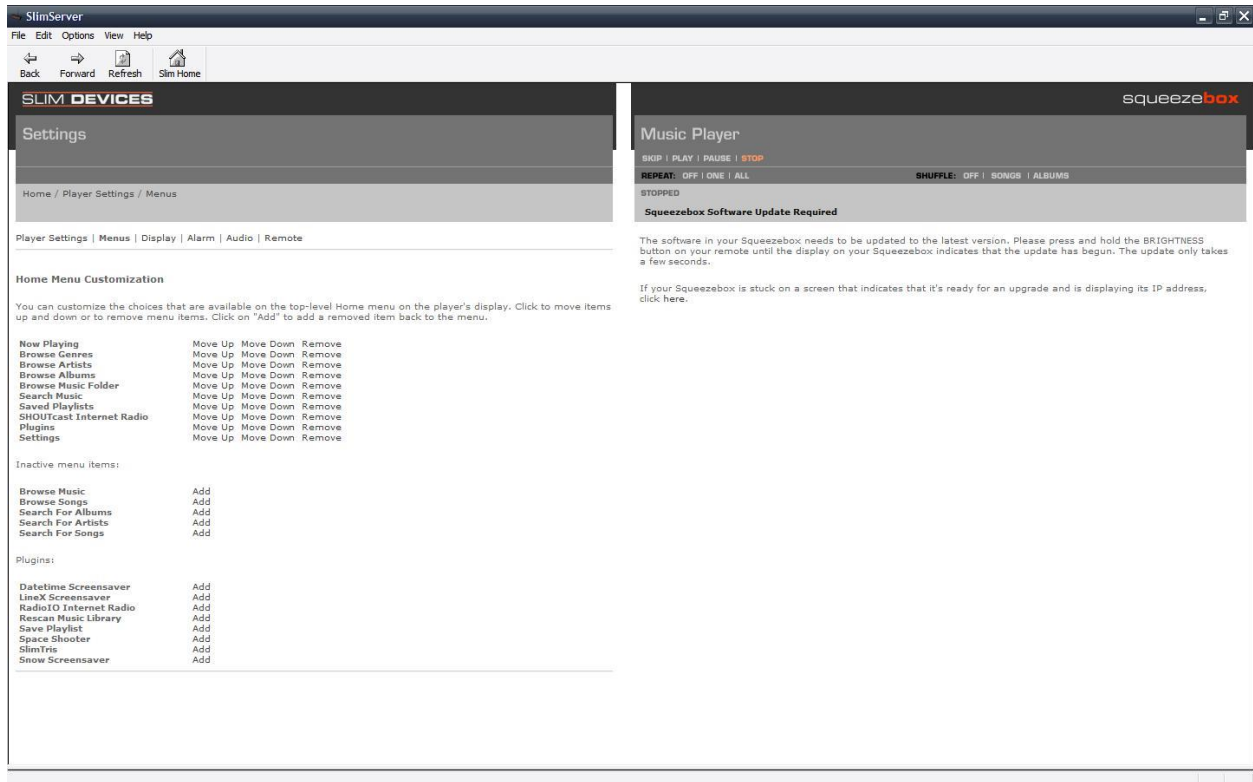 SlimServer
File Edit Options View Help
Back Forward Refresh Slim Home
SLIM DEVICES
Settings
Home / Player Settings / Menus
Player Settings | Menus | Display | Alarm | Audio | Remote
Home Menu Customization
You can customize the choices that are available on the top-level Home menu on the player's display. Click to move items
up and down or to remove menu items. Click on "Add" to add a removed item back to the menu.
Now Playing Move Up Move Down Remove
Browse Genres Move Up Move Down Remove
Browse Artists Move Up Move Down Remove
Browse Albums Move Up Move Down Remove
Browse Music Folder Move Up Move Down Remove
Search Music Move Up Move Down Remove
Saved Playlists Move Up Move Down Remove
SHOUTcast Internet Radio Move Up Move Down Remove
Plugins Move Up Move Down Remove
Settings Move Up Move Down Remove
Inactive menu items:
Browse Music Add
Browse Songs Add
Search For Albums Add
Search For Artists Add
Search For Songs Add
Plugins:
Datetime Screensaver Add
LineX Screensaver Add
RadioIO Internet Radio Add
Rescan Music Library Add
Save Playlist Add
Space Shooter Add
SlimTris Add
Snow Screensaver Add
squeezebox
Music Player
SKIP | PLAY | PAUSE | STOP
REPEAT: OFF | ONE | ALL SHUFFLE: OFF | SONGS | ALBUMS
STOPPED
Squeezebox Software Update Required
The software in your Squeezebox needs to be updated to the latest version. Please press and hold the BRIGHTNESS
button on your remote until the display on your Squeezebox indicates that the update has begun. The update only takes
a few seconds.
If your Squeezebox is stuck on a screen that indicates that it's ready for an upgrade and is displaying its IP address,
click here.